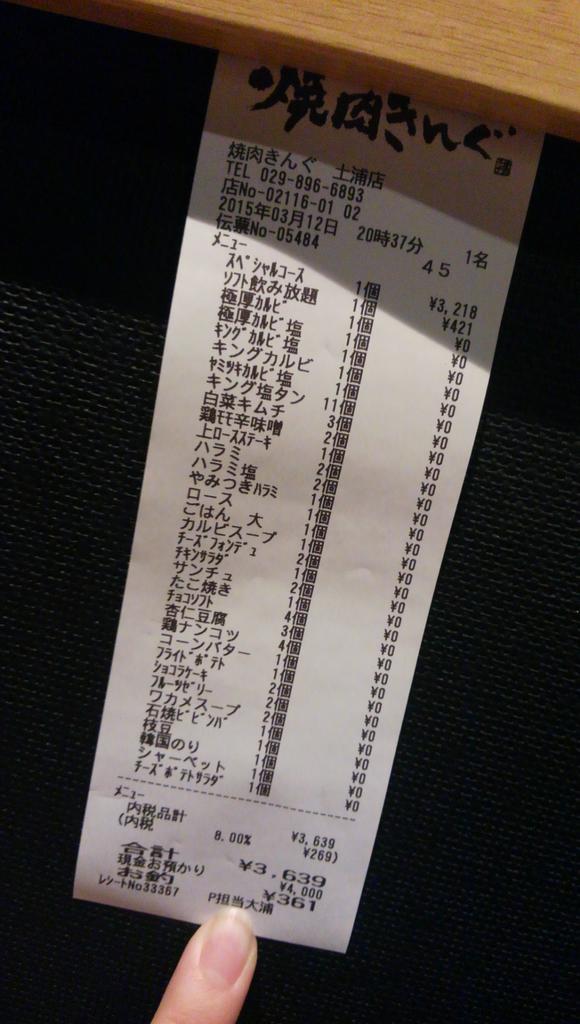 焼肉きんぐ
焼肉きんぐ 土浦店
TEL 029-896-6893
店No-02116-01 02
2015年03月12日 20時37分 1名
伝票No-05484 45
メニュー
スペシャルコース 1個 ¥3,218
ソフト飲み放題 1個 ¥421
極厚カルビ 1個 ¥0
極厚カルビ塩 1個 ¥0
キングカルビ塩 1個 ¥0
キングカルビ 1個 ¥0
ヤミツキカルビ塩 1個 ¥0
キング塩タン 11個 ¥0
白菜キムチ 3個 ¥0
鶏モモ辛味噌 2個 ¥0
上ロースステーキ 1個 ¥0
ハラミ 2個 ¥0
ハラミ塩 2個 ¥0
やみつきハラミ 1個 ¥0
ロース 1個 ¥0
ごはん 大 1個 ¥0
カルビスープ 2個 ¥0
チーズフォンデュ 1個 ¥0
チキンサラダ 2個 ¥0
サンチュ 1個 ¥0
たこ焼き 1個 ¥0
チョコソフト 4個 ¥0
杏仁豆腐 3個 ¥0
鶏ナンコツ 4個 ¥0
コーンバター 1個 ¥0
フライドポテト 1個 ¥0
ショコラケーキ 2個 ¥0
フルーツゼリー 2個 ¥0
ワカメスープ 2個 ¥0
石焼ビビンバ 1個 ¥0
枝豆 1個 ¥0
韓国のり 1個 ¥0
シャーベット 1個 ¥0
チーズポテトサラダ 1個 ¥0
メニュー
内税品計 ¥3,639
(内税 8.00% ¥269)
合計 ¥3,639
現金お預かり ¥4,000
お釣 ¥361
レシートNo33367 P担当大浦